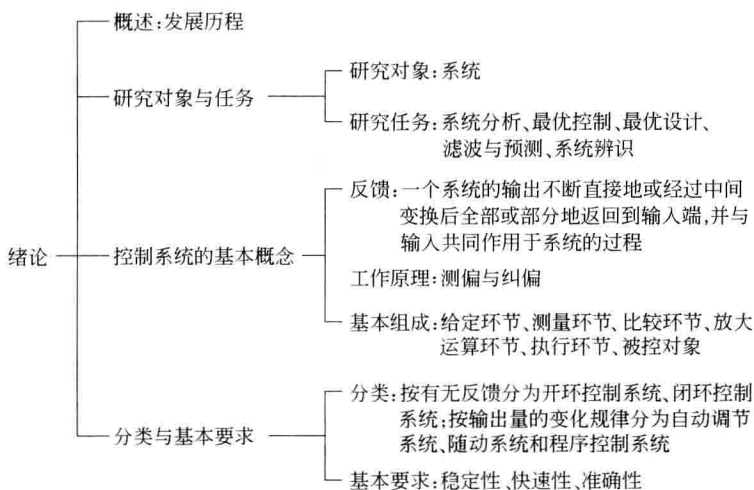 概述:发展历程
研究对象与任务
研究对象:系统
研究任务:系统分析、最优控制、最优设计、
滤波与预测、系统辨识
绪论
控制系统的基本概念
反馈:一个系统的输出不断直接地或经过中间
变换后全部或部分地返回到输入端,并与
输入共同作用于系统的过程
工作原理:测偏与纠偏
基本组成:给定环节、测量环节、比较环节、放大
运算环节、执行环节、被控对象
分类与基本要求
分类:按有无反馈分为开环控制系统、闭环控制
系统;按输出量的变化规律分为自动调节
系统、随动系统和程序控制系统
基本要求:稳定性、快速性、准确性